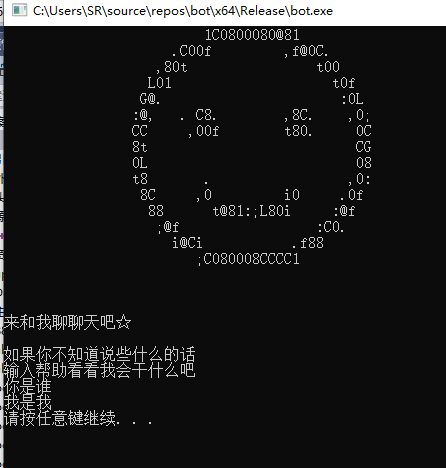 C:\Users\SR\source\repos\bot\x64\Release\bot.exe
1C0800080@81
.C00f ,f@0C.
,80t t00
L01 t0f
G@. :0L
:@, . C8. ,8C. ,0;
CC ,00f t80. 0C
8t CG
0L 08
t8 . ,0:
8C ,0 i0 .0f
88 t@81:;L80i :@f
;@f :C0.
i@Ci .f88
;C080008CCCC1
来和我聊聊天吧☆
如果你不知道说些什么的话
输入帮助看看我会干什么吧
你是谁
我是我
请按任意键继续. . .